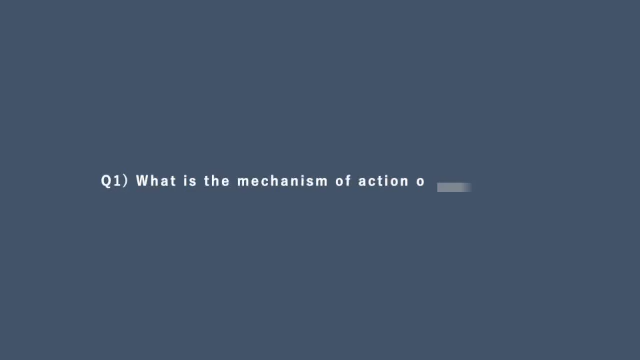 Q1) What is the mechanism of action o